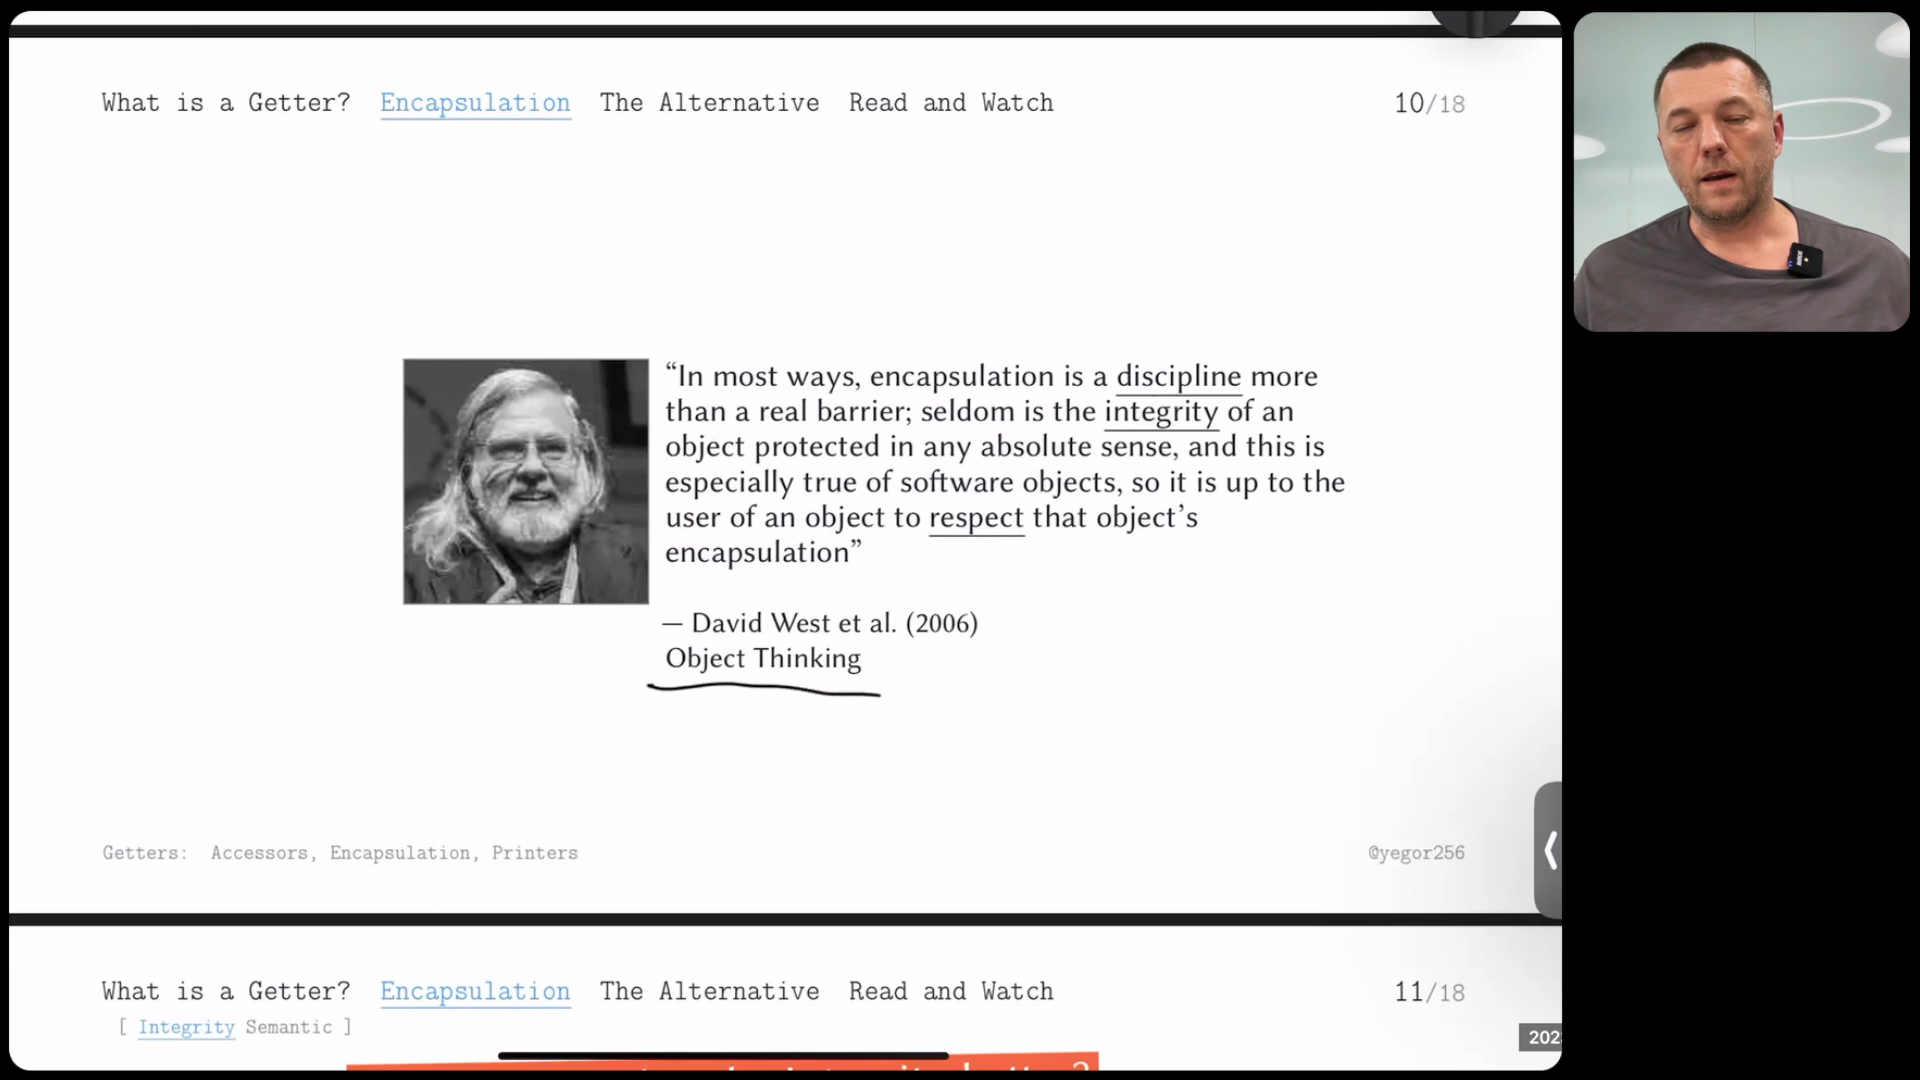 What is a Getter? Encapsulation The Alternative Read and Watch 10/18
“In most ways, encapsulation is a discipline more
than a real barrier; seldom is the integrity of an
object protected in any absolute sense, and this is
especially true of software objects, so it is up to the
user of an object to respect that object’s
encapsulation”
— David West et al. (2006)
Object Thinking
Getters: Accessors, Encapsulation, Printers @yegor256
What is a Getter? Encapsulation The Alternative Read and Watch 11/18
[ Integrity Semantic ]